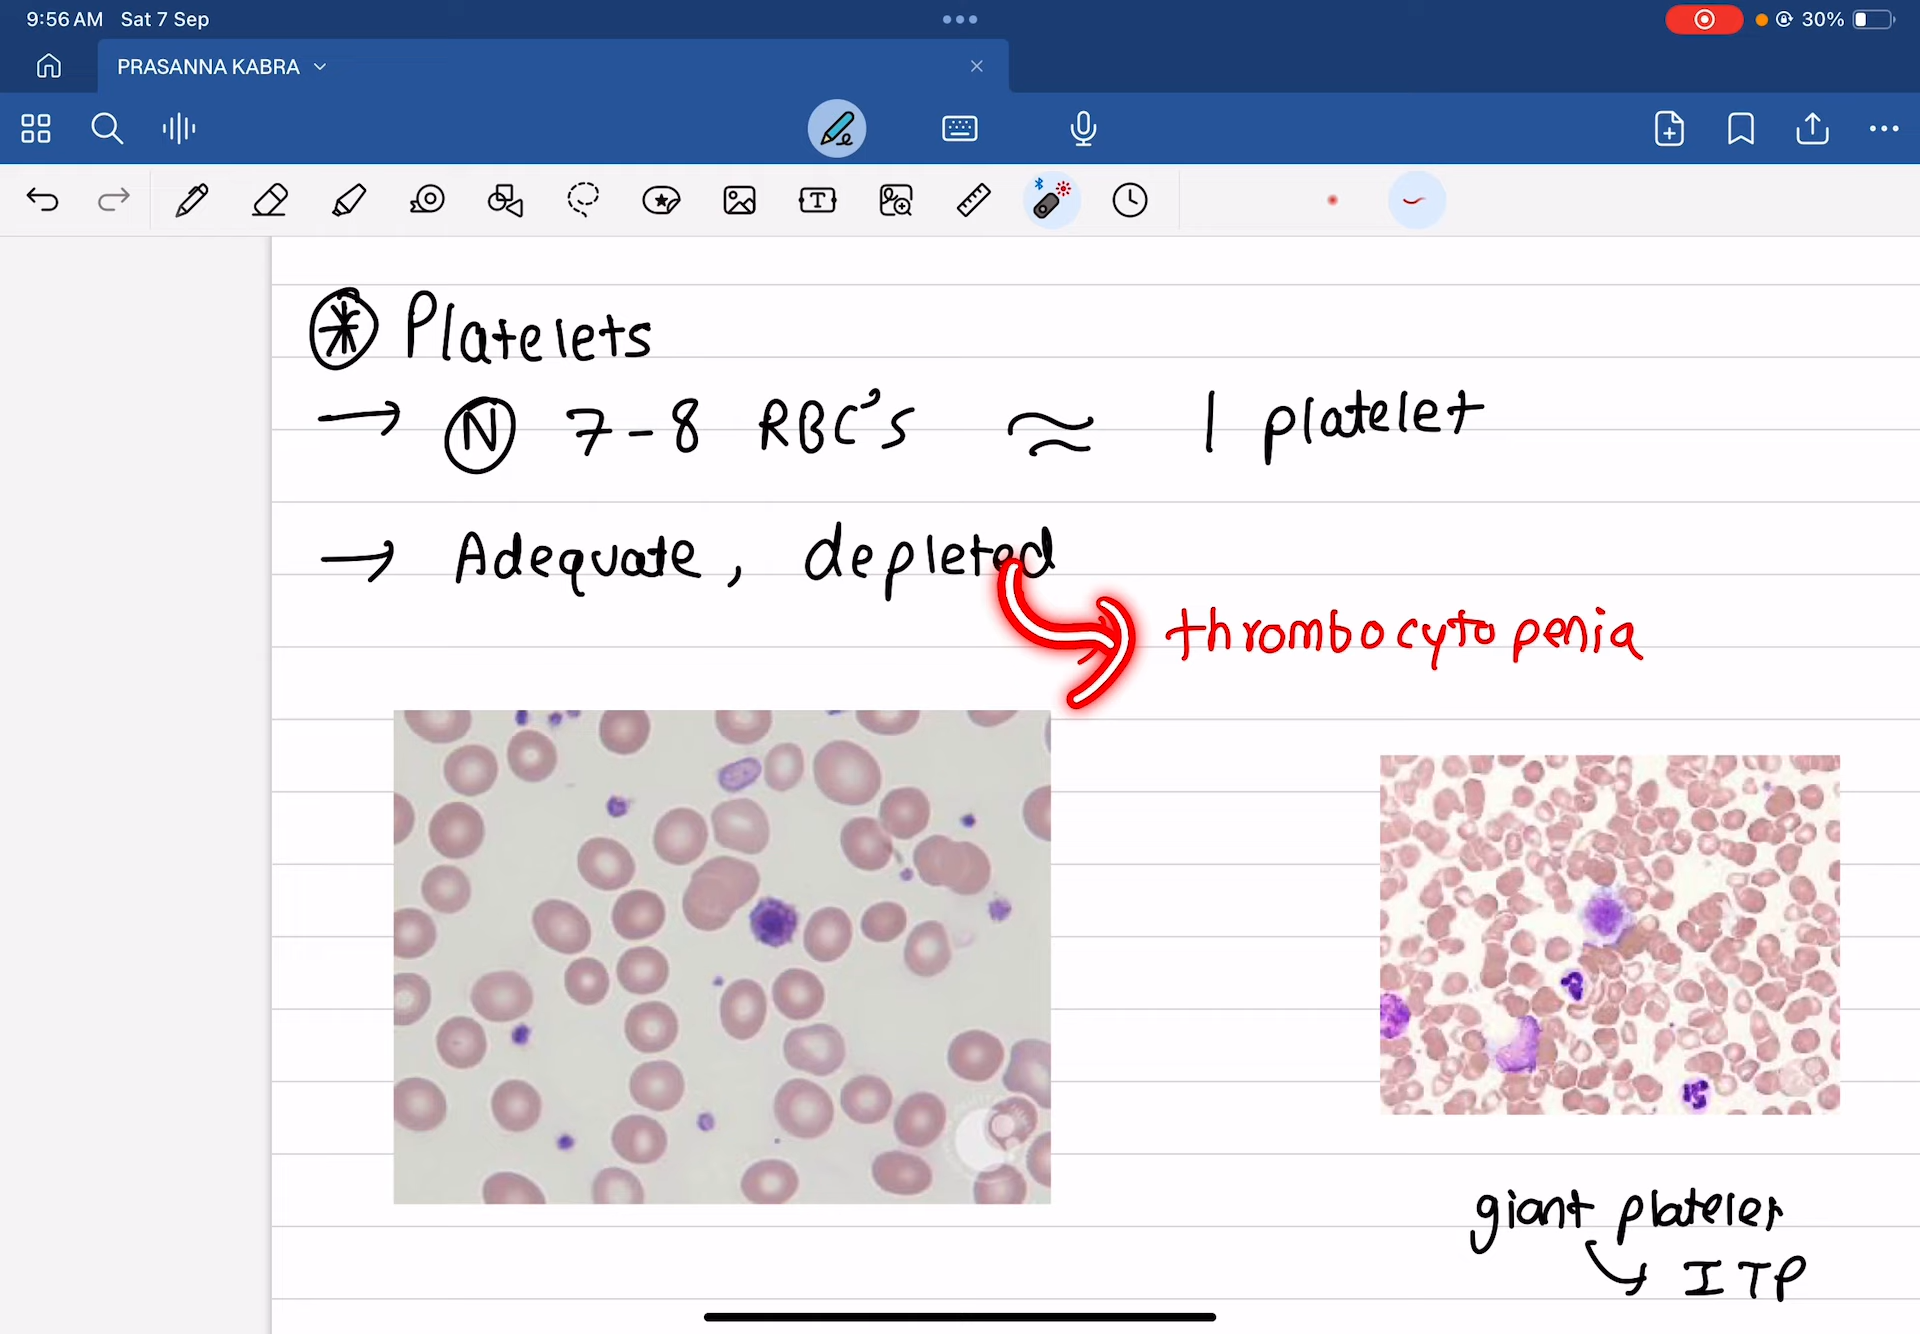 9:56 AM Sat 7 Sep
30%
PRASANNA KABRA
Platelets
→ N 7-8 RBC's ≈ 1 platelet
→ Adequate, depleted
thrombocytopenia
giant platelet
ITP